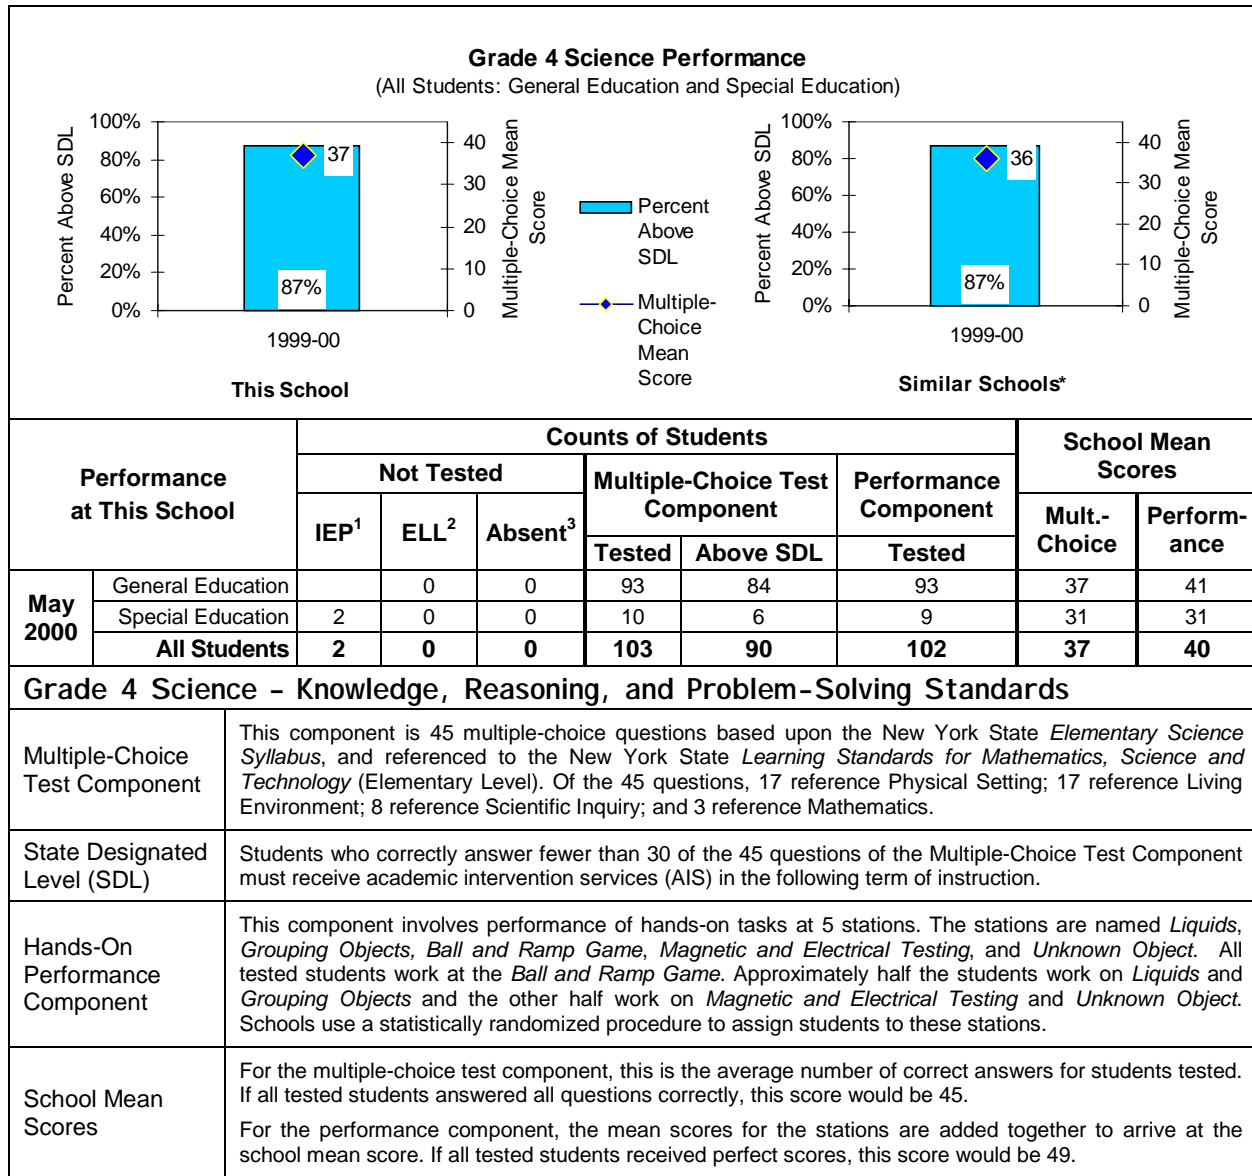 Grade 4 Science Performance
(All Students: General Education and Special Education)
Percent Above SDL
100%
80%
60%
40%
20%
0%
37
87%
1999-00
40
30
20
10
0
Multiple-Choice Mean
Score
This School
Percent
Above
SDL
Multiple-
Choice
Mean
Score
Percent Above SDL
100%
80%
60%
40%
20%
0%
36
87%
1999-00
40
30
20
10
0
Multiple-Choice Mean
Score
Similar Schools*
Performance
at This School
Counts of Students
School Mean
Scores
Not Tested
Multiple-Choice Test
Component
Performance
Component
IEP1 ELL2 Absent3
Mult.-
Choice
Perform-
ance
Tested Above SDL Tested
May
2000
General Education 0 0 93 84 93 37 41
Special Education 2 0 0 10 6 9 31 31
All Students 2 0 0 103 90 102 37 40
Grade 4 Science – Knowledge, Reasoning, and Problem-Solving Standards
Multiple-Choice
Test Component
This component is 45 multiple-choice questions based upon the New York State Elementary Science
Syllabus, and referenced to the New York State Learning Standards for Mathematics, Science and
Technology (Elementary Level). Of the 45 questions, 17 reference Physical Setting; 17 reference Living
Environment; 8 reference Scientific Inquiry; and 3 reference Mathematics.
State Designated
Level (SDL)
Students who correctly answer fewer than 30 of the 45 questions of the Multiple-Choice Test Component
must receive academic intervention services (AIS) in the following term of instruction.
Hands-On
Performance
Component
This component involves performance of hands-on tasks at 5 stations. The stations are named Liquids,
Grouping Objects, Ball and Ramp Game, Magnetic and Electrical Testing, and Unknown Object. All
tested students work at the Ball and Ramp Game. Approximately half the students work on Liquids and
Grouping Objects and the other half work on Magnetic and Electrical Testing and Unknown Object.
Schools use a statistically randomized procedure to assign students to these stations.
School Mean
Scores
For the multiple-choice test component, this is the average number of correct answers for students tested.
If all tested students answered all questions correctly, this score would be 45.
For the performance component, the mean scores for the stations are added together to arrive at the
school mean score. If all tested students received perfect scores, this score would be 49.